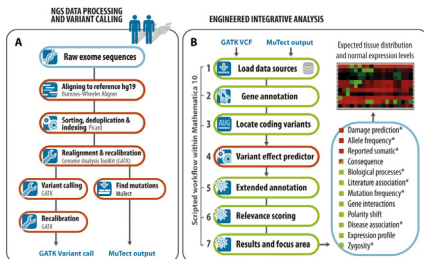 NGS DATA PROCESSING
AND VARIANT CALLING
A
Raw exome sequences
Aligning to reference hg19
Burrows-Wheeler Aligner
Sorting, deduplication &
indexing Picant
Realignment & recalibration
Genome Analysis ToolKit (GATK)
Variant calling
GATK
Find mutations
MuTect
Recalibration
GATK
GATK Variant call
MuTect output
ENGINEERED INTEGRATIVE ANALYSIS
B
GATK VCF
MuTect output
Scripted workflow within Mathematica 10
1
Load data sources
2
Gene annotation
3
AUG
Locate coding variants
4
Variant effect predictor
5
Extended annotation
6
Relevance scoring
7
Results and focus area
Expected tissue distribution
and normal expression levels
Damage prediction*
Allele frequency*
Reported somatic*
Consequence
Biological processes*
Literature association*
Mutation frequency*
Gene interactions
Polarity shift
Disease association*
Expression profile
Zygosity*